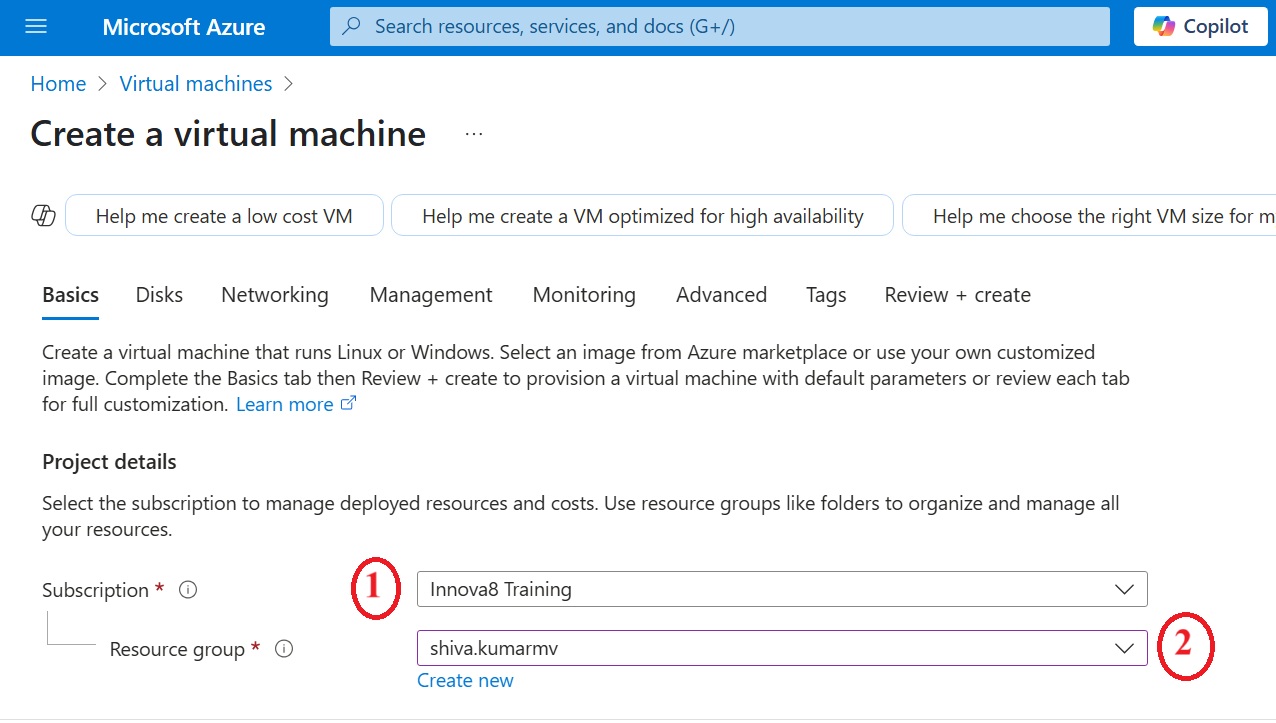 Microsoft Azure
Search resources, services, and docs (G+/)
Copilot
Home > Virtual machines >
Create a virtual machine ...
Help me create a low cost VM
Help me create a VM optimized for high availability
Help me choose the right VM size for m
Basics Disks Networking Management Monitoring Advanced Tags Review + create
Create a virtual machine that runs Linux or Windows. Select an image from Azure marketplace or use your own customized
image. Complete the Basics tab then Review + create to provision a virtual machine with default parameters or review each tab
for full customization. Learn more
Project details
Select the subscription to manage deployed resources and costs. Use resource groups like folders to organize and manage all
your resources.
Subscription * 1 Innova8 Training
Resource group * shiva.kumarmv 2
Create new